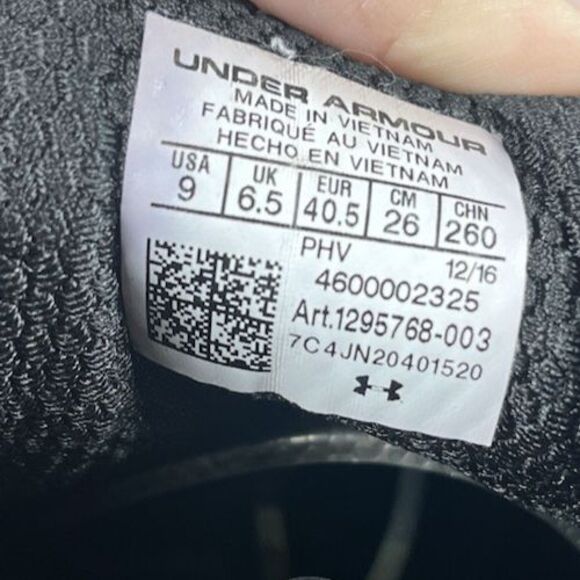 UNDER ARMOUR
MADE IN VIETNAM
FABRIQUÉ AU VIETNAM
HECHO EN VIETNAM
USA UK EUR CM CHN
9 6.5 40.5 26 260
PHV 12/16
4600002325
Art.1295768-003
7C4JN20401520